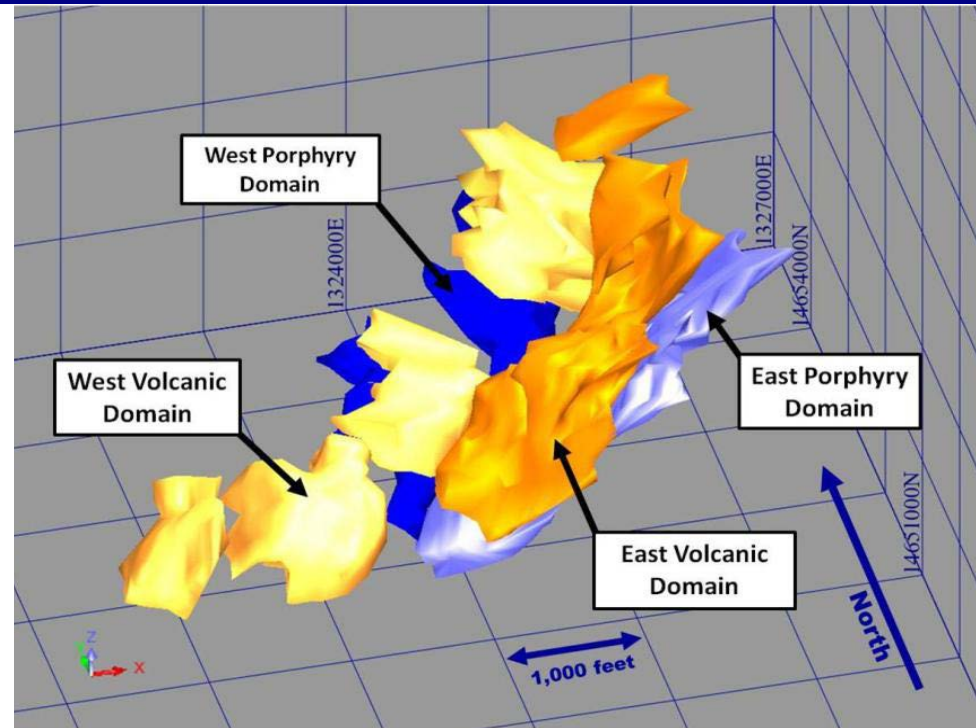 West Porphyry
Domain
1324000E
1327000E
14654000N
West Volcanic
Domain
East Porphyry
Domain
14651000N
East Volcanic
Domain
North
1,000 feet
Z
X